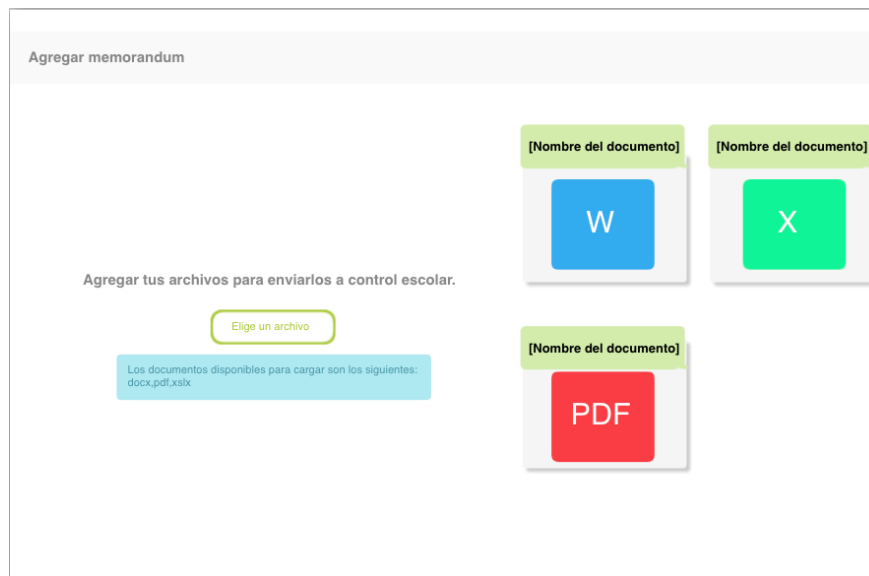 Agregar memorandum
[Nombre del documento]
[Nombre del documento]
W
X
Agregar tus archivos para enviarlos a control escolar.
Elige un archivo
Los documentos disponibles para cargar son los siguientes:
docx,pdf,xslx
[Nombre del documento]
PDF